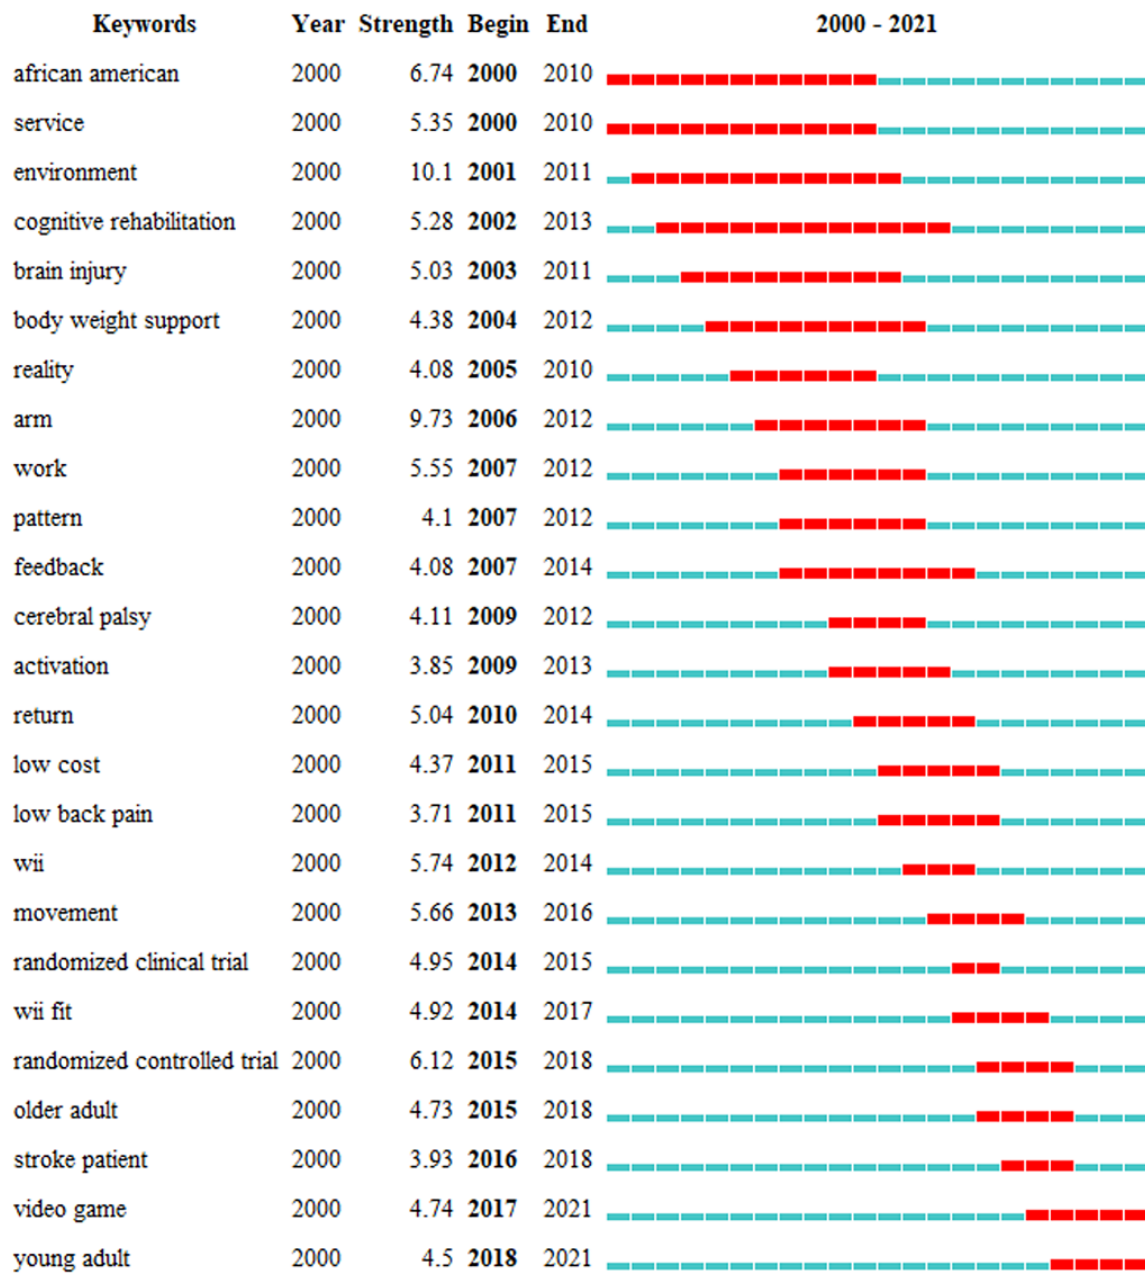 Keywords Year Strength Begin End 2000 - 2021
african american 2000 6.74 2000 2010
service 2000 5.35 2000 2010
environment 2000 10.1 2001 2011
cognitive rehabilitation 2000 5.28 2002 2013
brain injury 2000 5.03 2003 2011
body weight support 2000 4.38 2004 2012
reality 2000 4.08 2005 2010
arm 2000 9.73 2006 2012
work 2000 5.55 2007 2012
pattern 2000 4.1 2007 2012
feedback 2000 4.08 2007 2014
cerebral palsy 2000 4.11 2009 2012
activation 2000 3.85 2009 2013
return 2000 5.04 2010 2014
low cost 2000 4.37 2011 2015
low back pain 2000 3.71 2011 2015
wii 2000 5.74 2012 2014
movement 2000 5.66 2013 2016
randomized clinical trial 2000 4.95 2014 2015
wii fit 2000 4.92 2014 2017
randomized controlled trial 2000 6.12 2015 2018
older adult 2000 4.73 2015 2018
stroke patient 2000 3.93 2016 2018
video game 2000 4.74 2017 2021
young adult 2000 4.5 2018 2021